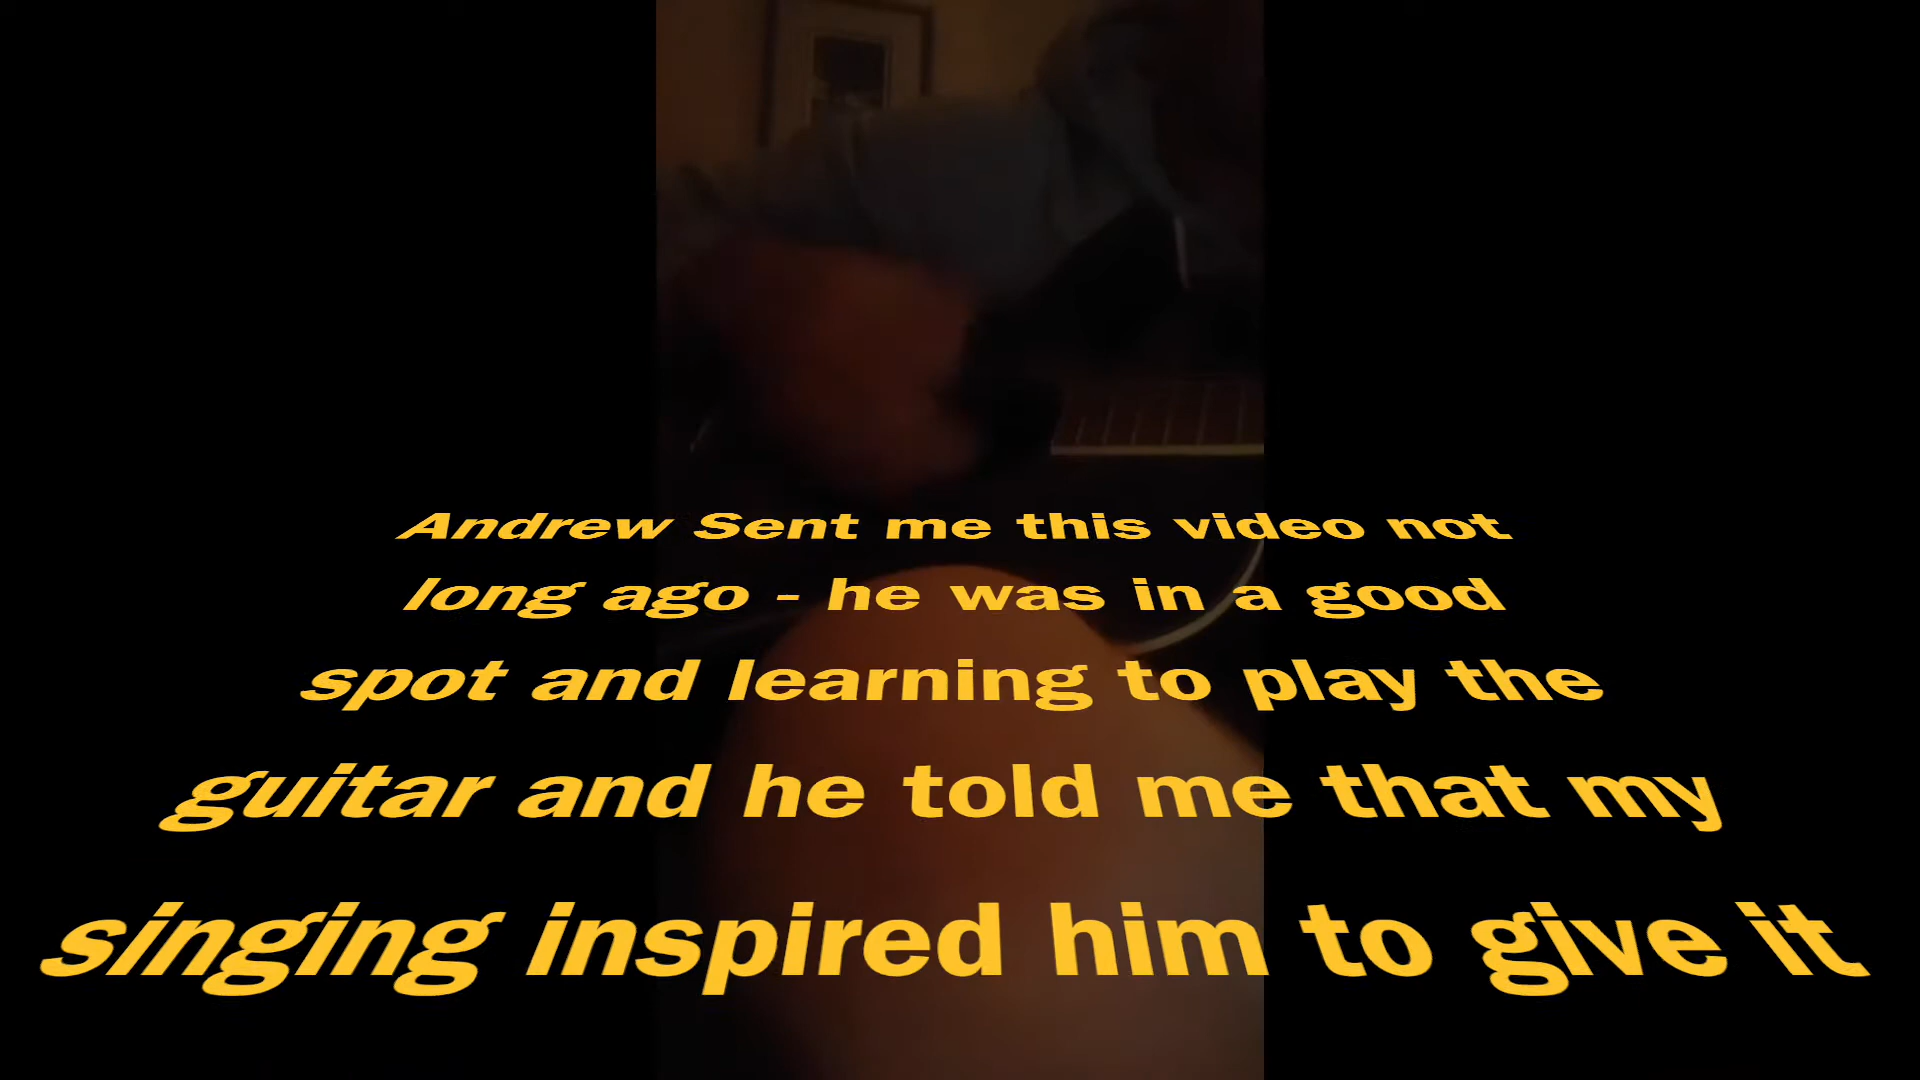 Andrew Sent me this video not
long ago - he was in a good
spot and learning to play the
guitar and he told me that my
singing inspired him to give it